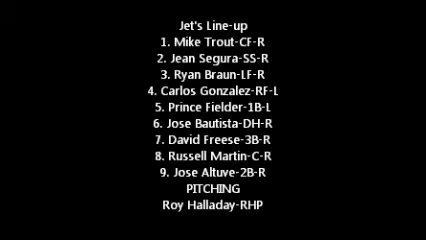 Jet's Line-up
1. Mike Trout-CF-R
2. Jean Segura-SS-R
3. Ryan Braun-LF-R
4. Carlos Gonzalez-RF-L
5. Prince Fielder-1B-L
6. Jose Bautista-DH-R
7. David Freese-3B-R
8. Russell Martin-C-R
9. Jose Altuve-2B-R
PITCHING
Roy Halladay-RHP